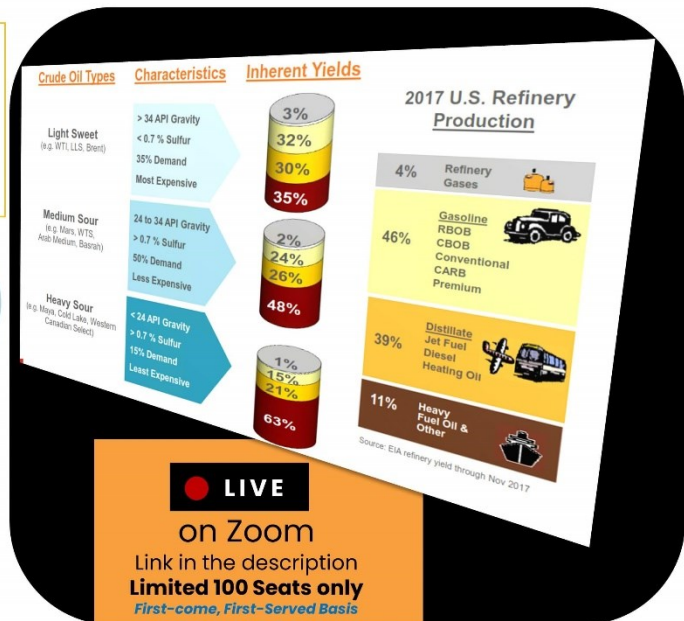 Crude Oil Types
Characteristics
Inherent Yields
Light Sweet
(e.g. WTI, LLS, Brent)
> 34 API Gravity
< 0.7 % Sulfur
35% Demand
Most Expensive
3%
32%
30%
35%
Medium Sour
(e.g. Mars, WTS,
Arab Medium, Basrah)
24 to 34 API Gravity
> 0.7 % Sulfur
50% Demand
Less Expensive
2%
24%
26%
48%
Heavy Sour
(e.g. Maya, Cold Lake, Western
Canadian Select)
< 24 API Gravity
> 0.7 % Sulfur
15% Demand
Least Expensive
1%
15%
21%
63%
2017 U.S. Refinery
Production
4% Refinery
Gases
46% Gasoline
RBOB
CBOB
Conventional
CARB
Premium
39% Distillate
Jet Fuel
Diesel
Heating Oil
11% Heavy
Fuel Oil &
Other
Source: EIA refinery yield through Nov 2017
LIVE
on Zoom
Link in the description
Limited 100 Seats only
First-come, First-Served Basis